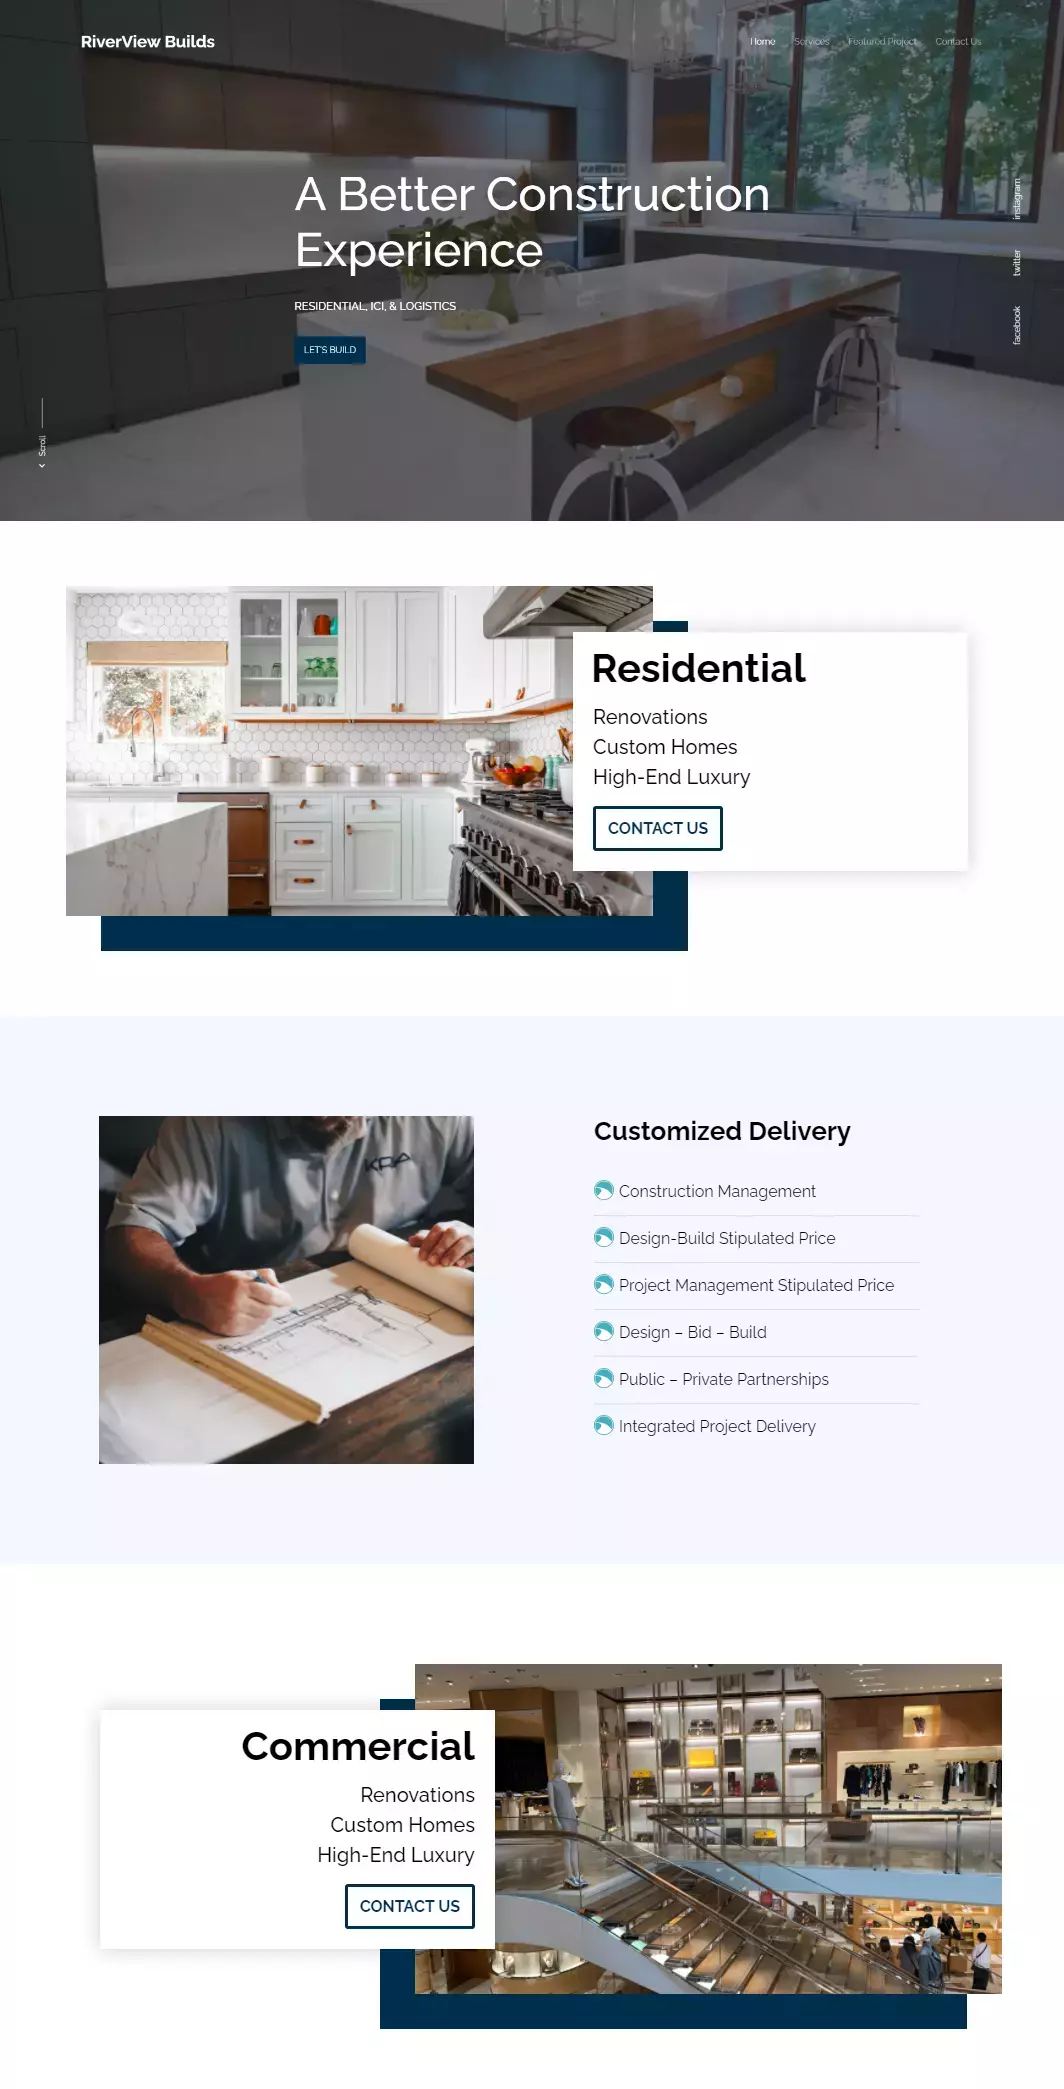 RiverView Builds
Home Services Featured Project Contact Us
A Better Construction
Experience
RESIDENTIAL, ICI, & LOGISTICS
LET'S BUILD
instagram
twitter
facebook
Scroll
Residential
Renovations
Custom Homes
High-End Luxury
CONTACT US
KRA
Customized Delivery
Construction Management
Design-Build Stipulated Price
Project Management Stipulated Price
Design – Bid – Build
Public – Private Partnerships
Integrated Project Delivery
Commercial
Renovations
Custom Homes
High-End Luxury
CONTACT US